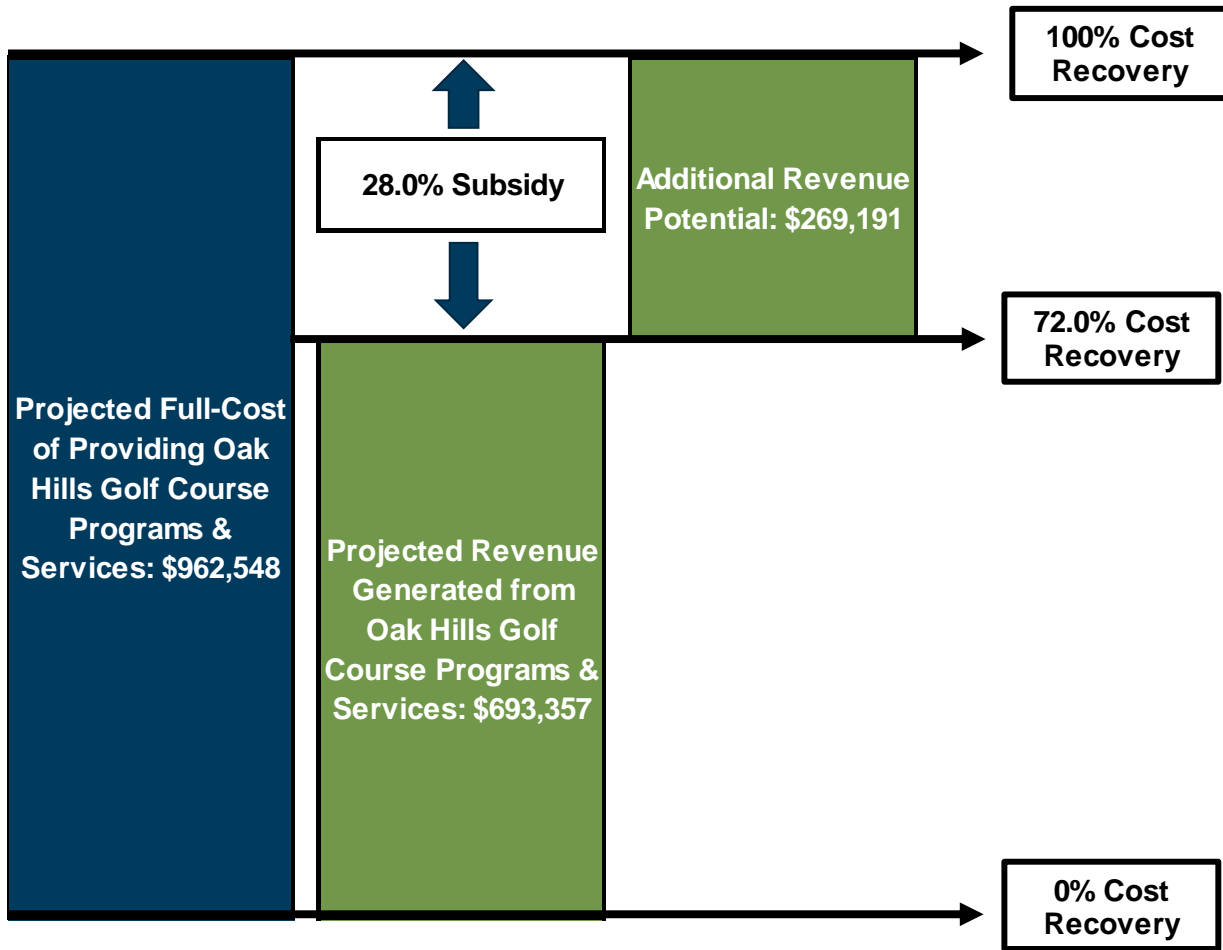 100% Cost
Recovery
28.0% Subsidy
Additional Revenue
Potential: $269,191
72.0% Cost
Recovery
Projected Full-Cost
of Providing Oak
Hills Golf Course
Programs &
Services: $962,548
Projected Revenue
Generated from
Oak Hills Golf
Course Programs &
Services: $693,357
0% Cost
Recovery